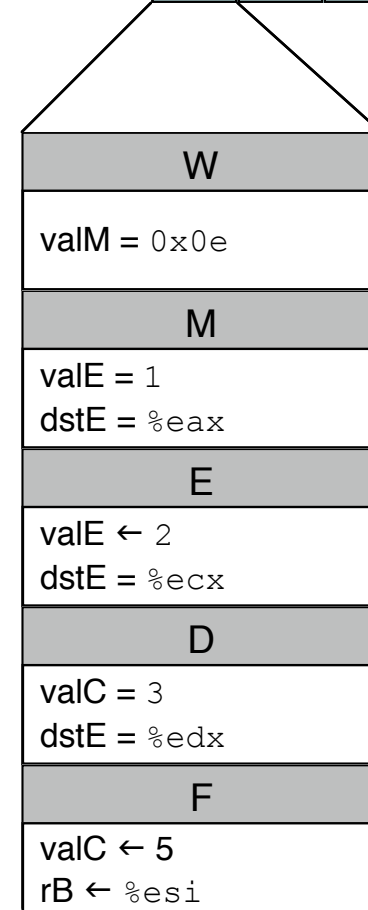 W
valM = 0x0e
M
valE = 1
dstE = %eax
E
valE ← 2
dstE = %ecx
D
valC = 3
dstE = %edx
F
valC ← 5
rB ← %esi